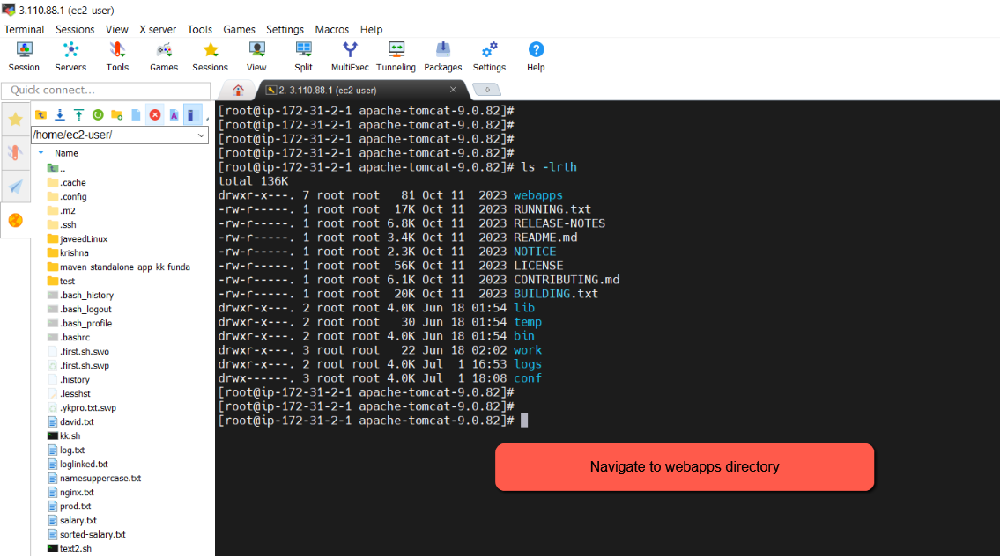 3.110.88.1 (ec2-user)
Terminal Sessions View X server Tools Games Settings Macros Help
Session Servers Tools Games Sessions View Split MultiExec Tunneling Packages Settings Help
Quick connect...
2. 3.110.88.1 (ec2-user)
/home/ec2-user/
Name
..
.cache
.config
.m2
.ssh
javeedLinux
krishna
maven-standalone-app-kk-funda
test
.bash_history
.bash_logout
.bash_profile
.bashrc
.first.sh.swo
.first.sh.swp
.history
.lesshst
.ykpro.txt.swp
david.txt
kk.sh
log.txt
loglinked.txt
namesuppercase.txt
nginx.txt
prod.txt
salary.txt
sorted-salary.txt
text2.sh
[root@ip-172-31-2-1 apache-tomcat-9.0.82]#
[root@ip-172-31-2-1 apache-tomcat-9.0.82]#
[root@ip-172-31-2-1 apache-tomcat-9.0.82]#
[root@ip-172-31-2-1 apache-tomcat-9.0.82]#
[root@ip-172-31-2-1 apache-tomcat-9.0.82]# ls -lrth
total 136K
drwxr-x---. 7 root root   81 Oct 11  2023 webapps
-rw-r-----. 1 root root  17K Oct 11  2023 RUNNING.txt
-rw-r-----. 1 root root 6.8K Oct 11  2023 RELEASE-NOTES
-rw-r-----. 1 root root 3.4K Oct 11  2023 README.md
-rw-r-----. 1 root root 2.3K Oct 11  2023 NOTICE
-rw-r-----. 1 root root  56K Oct 11  2023 LICENSE
-rw-r-----. 1 root root 6.1K Oct 11  2023 CONTRIBUTING.md
-rw-r-----. 1 root root  20K Oct 11  2023 BUILDING.txt
drwxr-x---. 2 root root 4.0K Jun 18 01:54 lib
drwxr-x---. 2 root root   30 Jun 18 01:54 temp
drwxr-x---. 2 root root 4.0K Jun 18 01:54 bin
drwxr-x---. 3 root root   22 Jun 18 02:02 work
drwxr-x---. 2 root root 4.0K Jul  1 16:53 logs
drwx------. 3 root root 4.0K Jul  1 18:08 conf
[root@ip-172-31-2-1 apache-tomcat-9.0.82]#
[root@ip-172-31-2-1 apache-tomcat-9.0.82]#
[root@ip-172-31-2-1 apache-tomcat-9.0.82]#
Navigate to webapps directory